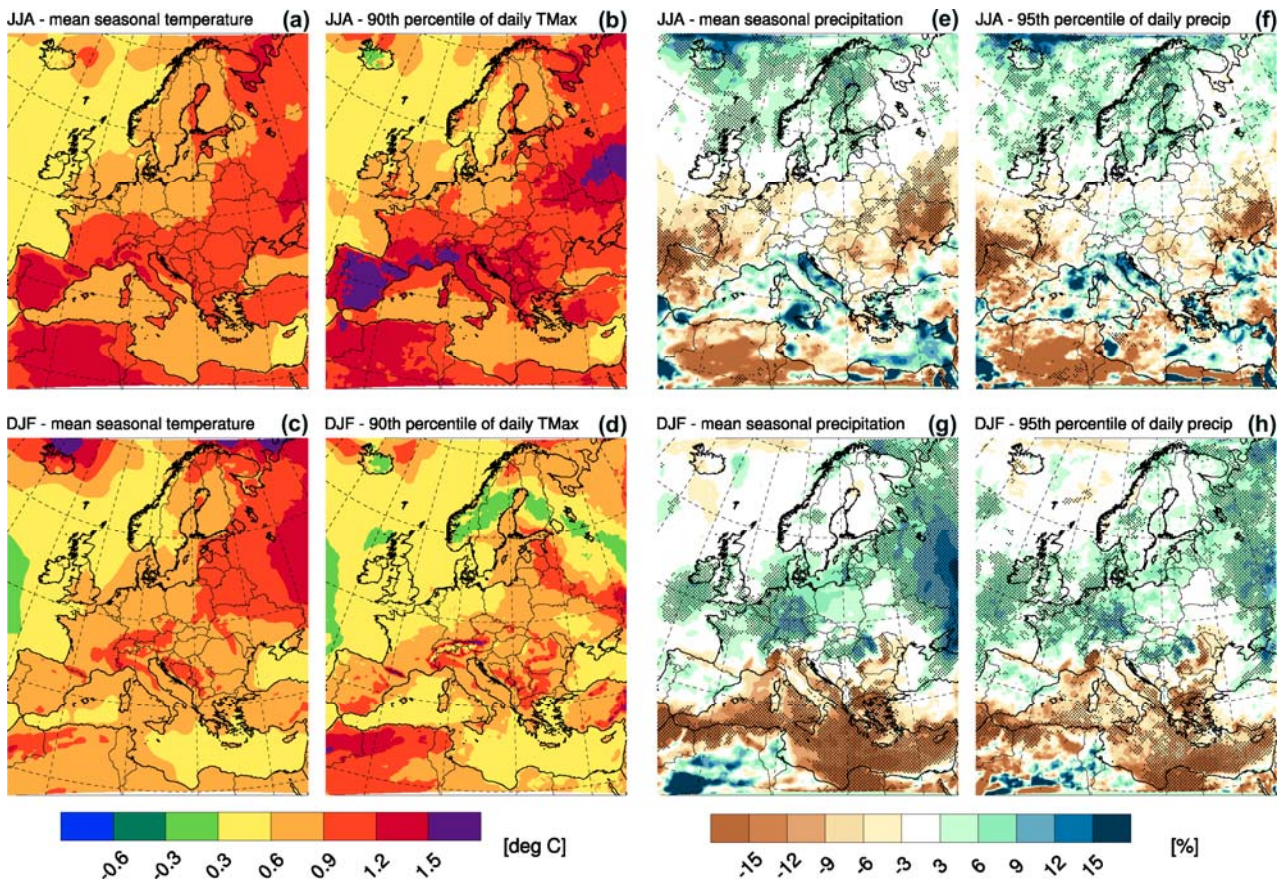 JJA - mean seasonal temperature (a)
JJA - 90th percentile of daily TMax (b)
JJA - mean seasonal precipitation (e)
JJA - 95th percentile of daily precip (f)
DJF - mean seasonal temperature (c)
DJF - 90th percentile of daily TMax (d)
DJF - mean seasonal precipitation (g)
DJF - 95th percentile of daily precip (h)
-0.6 -0.3 0.3 0.6 0.9 1.2 1.5 [deg C]
-15 -12 -9 -6 -3 3 6 9 12 15 [%]